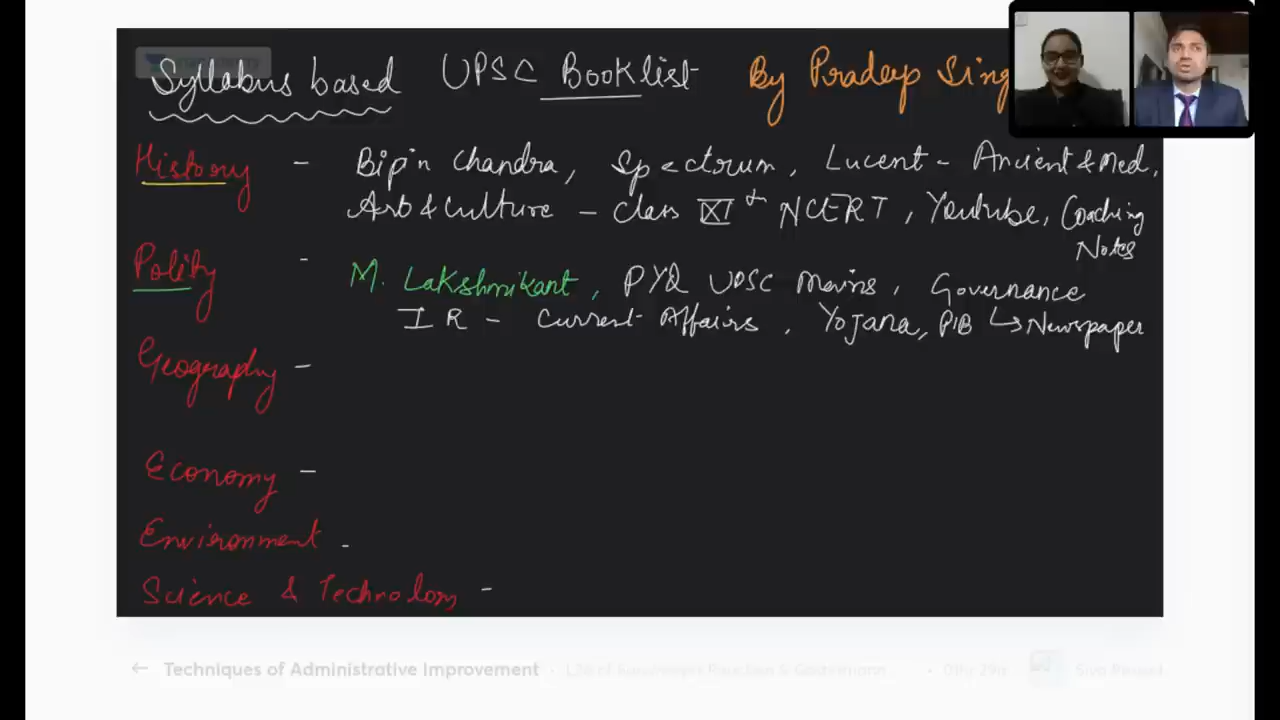 Syllabus based UPSC Booklist By Pradeep Sing
History - Bipin Chandra, Spectrum, Lucent - Ancient & Med,
Art & Culture - Class XI th NCERT, Youtube, Coaching
Notes
Polity - M. Lakshmikant, PYQ UPSC Mains, Governance
IR - Current Affairs, Yojana, PIB ↳ Newspaper
Geography -
Economy -
Environment -
Science & Technology -
← Techniques of Administrative Improvement